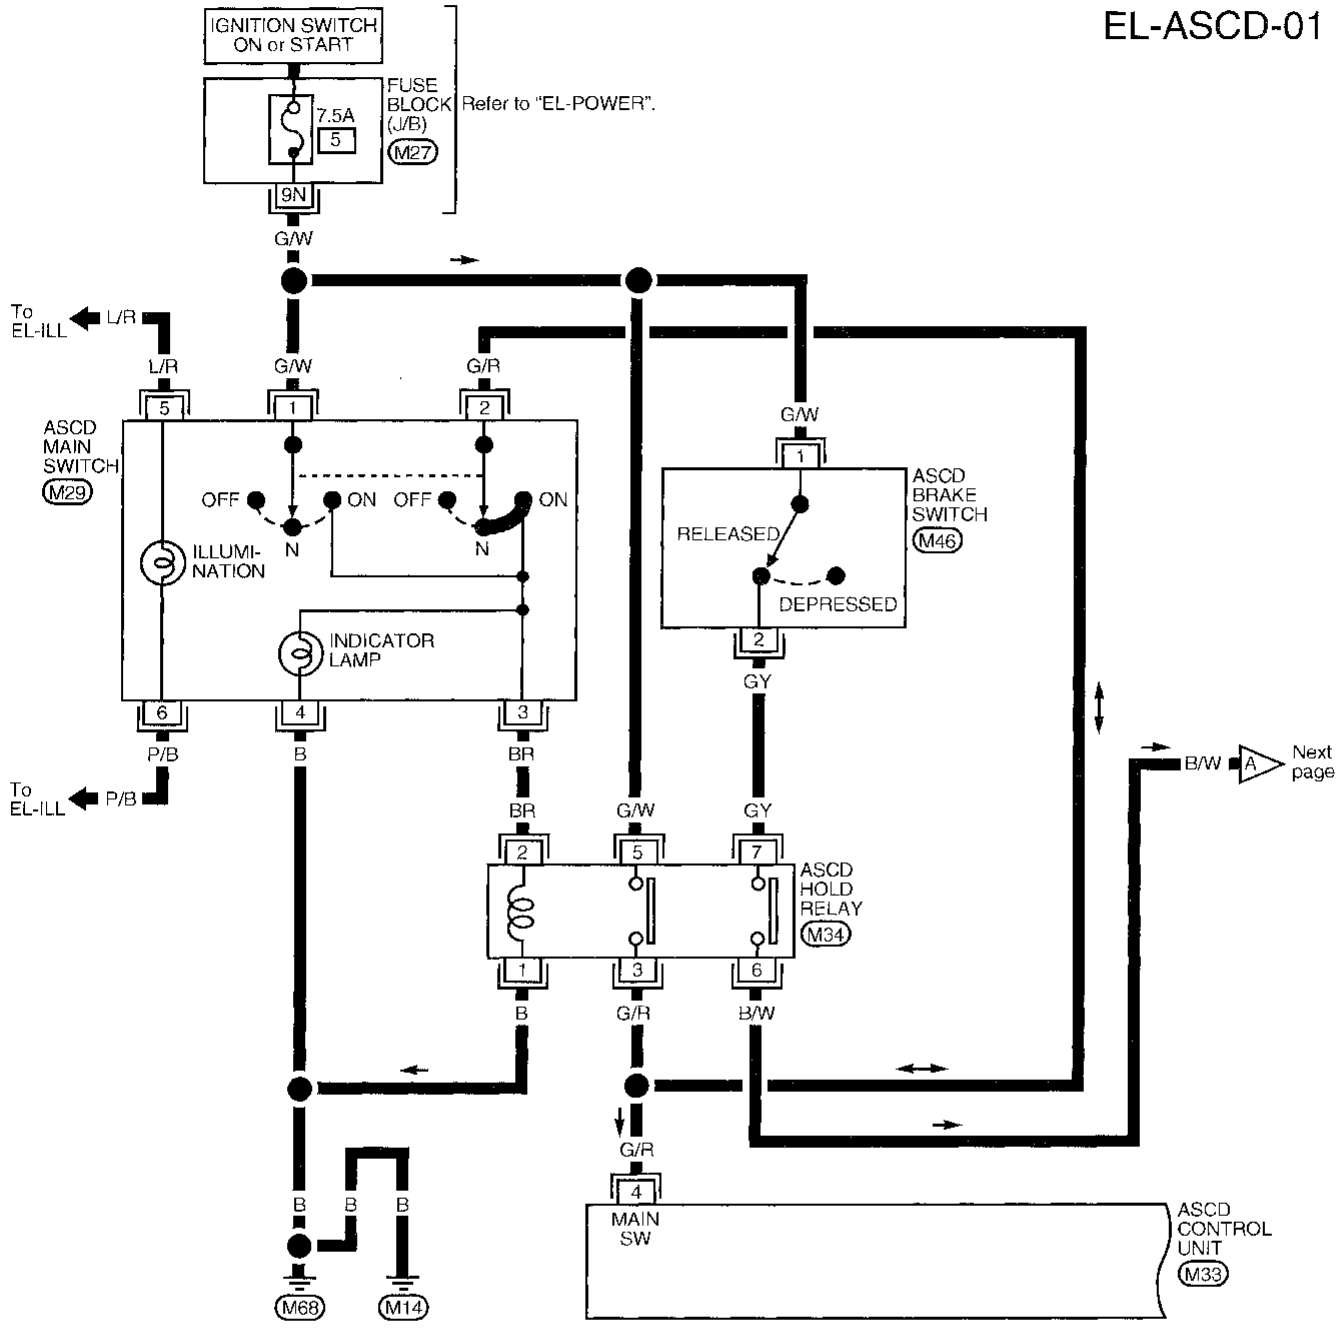 EL-ASCD-01
IGNITION SWITCH
ON or START
FUSE
BLOCK
(J/B)
M27
Refer to "EL-POWER".
7.5A
5
9N
G/W
To
EL-ILL
L/R
L/R
G/W
G/R
G/W
5
1
2
1
ASCD
MAIN
SWITCH
M29
OFF
ON
OFF
ON
N
N
ILLUMI-
NATION
INDICATOR
LAMP
ASCD
BRAKE
SWITCH
M46
RELEASED
DEPRESSED
2
GY
6
4
3
P/B
B
BR
To
EL-ILL
P/B
B/W
A
Next
page
BR
G/W
GY
2
5
7
ASCD
HOLD
RELAY
M34
1
3
6
B
G/R
B/W
G/R
4
MAIN
SW
ASCD
CONTROL
UNIT
M33
B
B
B
M68
M14